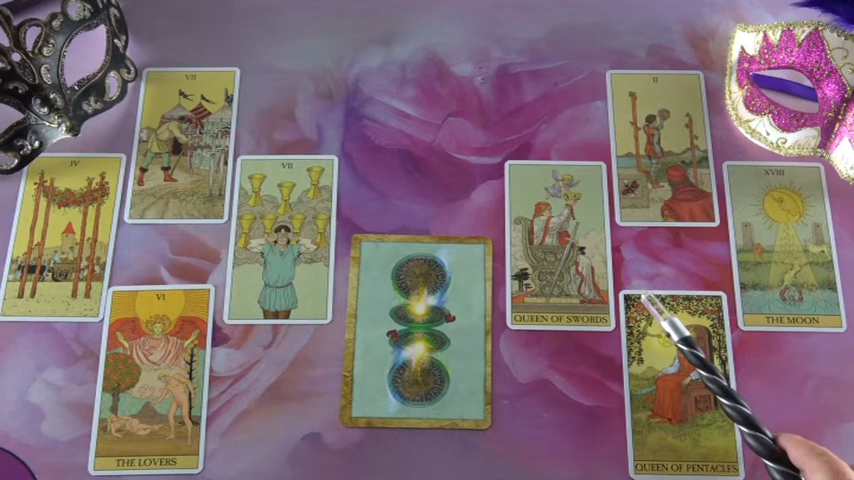 VII
II
IV
VII
XVIII
VI
QUEEN OF SWORDS
THE MOON
THE LOVERS
QUEEN OF PENTACLES